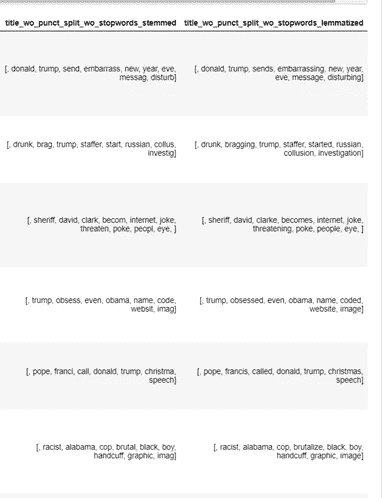 title_wo_punct_split_wo_stopwords_stemmed title_wo_punct_split_wo_stopwords_lemmatized
[, donald, trump, send, embarrass, new, year, eve,
messag, disturb]
[, donald, trump, sends, embarrassing, new, year,
eve, message, disturbing]
[, drunk, brag, trump, staffer, start, russian, collus,
investig]
[, drunk, bragging, trump, staffer, started, russian,
collusion, investigation]
[, sheriff, david, clark, becom, internet, joke,
threaten, poke, peopl, eye, ]
[, sheriff, david, clarke, becomes, internet, joke,
threatening, poke, people, eye, ]
[, trump, obsess, even, obama, name, code,
websit, imag]
[, trump, obsessed, even, obama, name, coded,
website, image]
[, pope, franci, call, donald, trump, christma,
speech]
[, pope, francis, called, donald, trump, christmas,
speech]
[, racist, alabama, cop, brutal, black, boy,
handcuff, graphic, imag]
[, racist, alabama, cop, brutalize, black, boy,
handcuff, graphic, image]